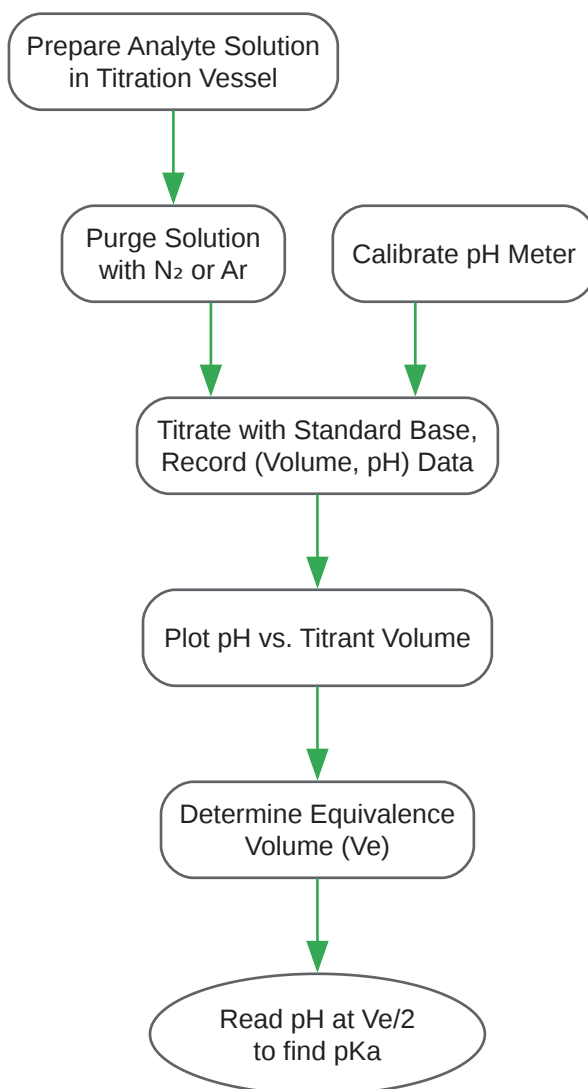 Prepare Analyte Solution
in Titration Vessel
Purge Solution
with N₂ or Ar
Calibrate pH Meter
Titrate with Standard Base,
Record (Volume, pH) Data
Plot pH vs. Titrant Volume
Determine Equivalence
Volume (Ve)
Read pH at Ve/2
to find pKa